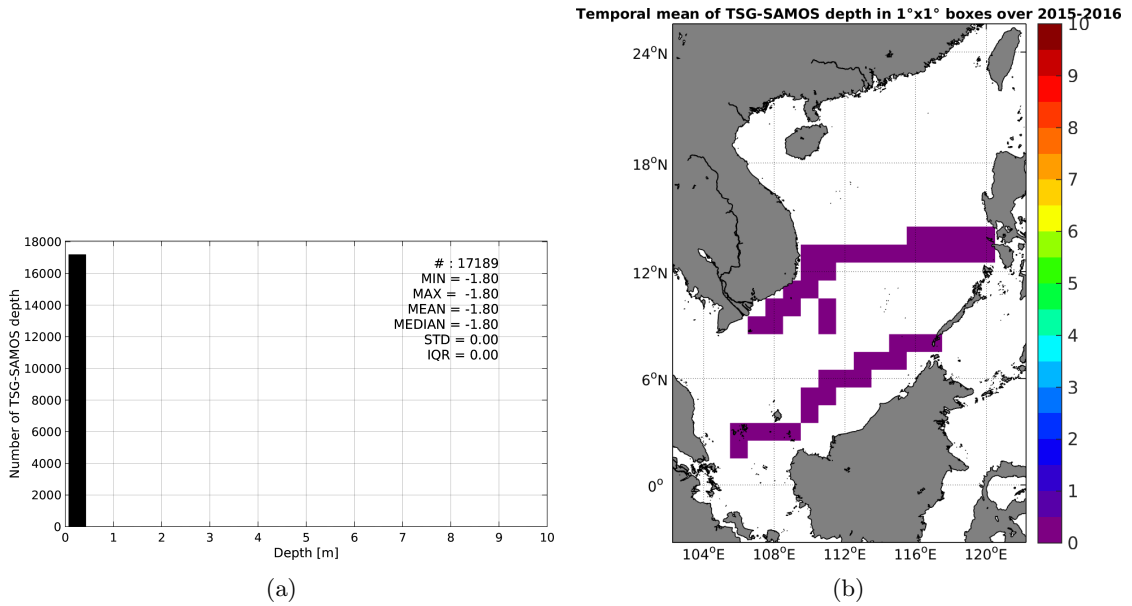 Temporal mean of TSG-SAMOS depth in 1°x1° boxes over 2015-2016
18000
16000
14000
12000
10000
8000
6000
4000
2000
0
Number of TSG-SAMOS depth
# : 17189
MIN = -1.80
MAX = -1.80
MEAN = -1.80
MEDIAN = -1.80
STD = 0.00
IQR = 0.00
0 1 2 3 4 5 6 7 8 9 10
Depth [m]
(a)
24°N
18°N
12°N
6°N
0°
104°E 108°E 112°E 116°E 120°E
10
9
8
7
6
5
4
3
2
1
0
(b)